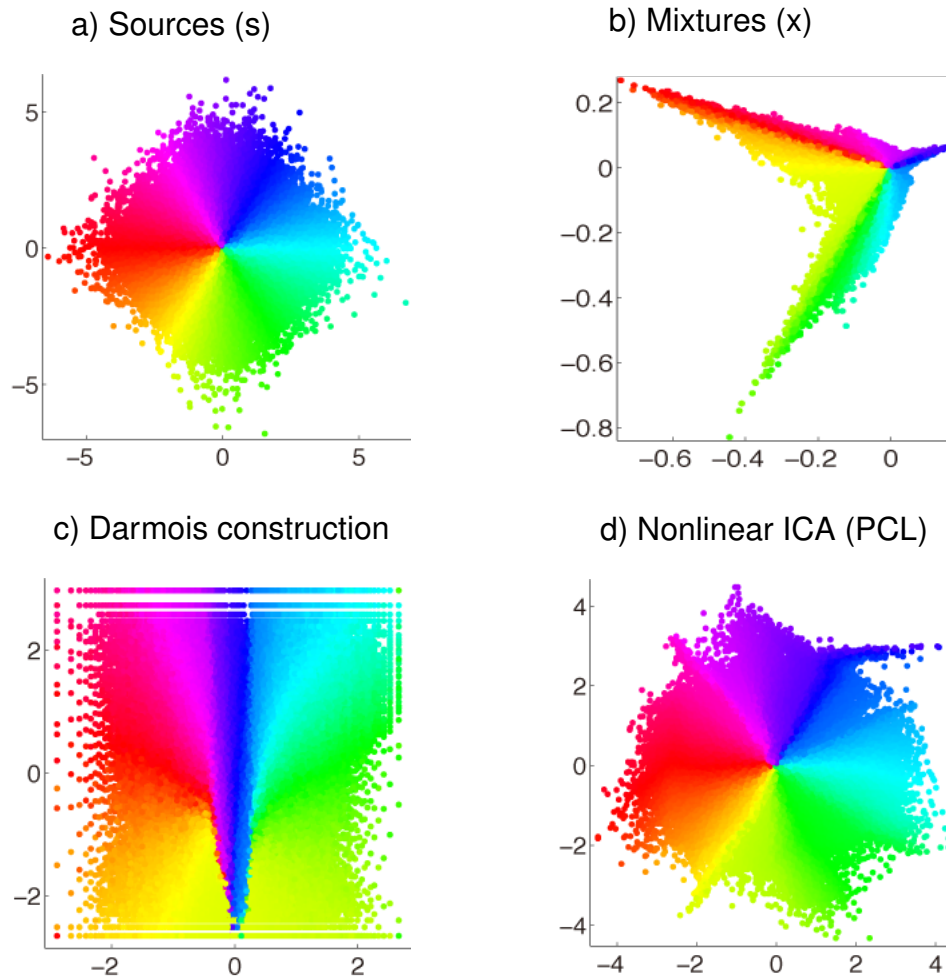 a) Sources (s)
b) Mixtures (x)
5
0
−5
−5 0 5
0.2
0
−0.2
−0.4
−0.6
−0.8
−0.6 −0.4 −0.2 0
c) Darmois construction
d) Nonlinear ICA (PCL)
2
0
−2
−2 0 2
4
2
0
−2
−4
−4 −2 0 2 4